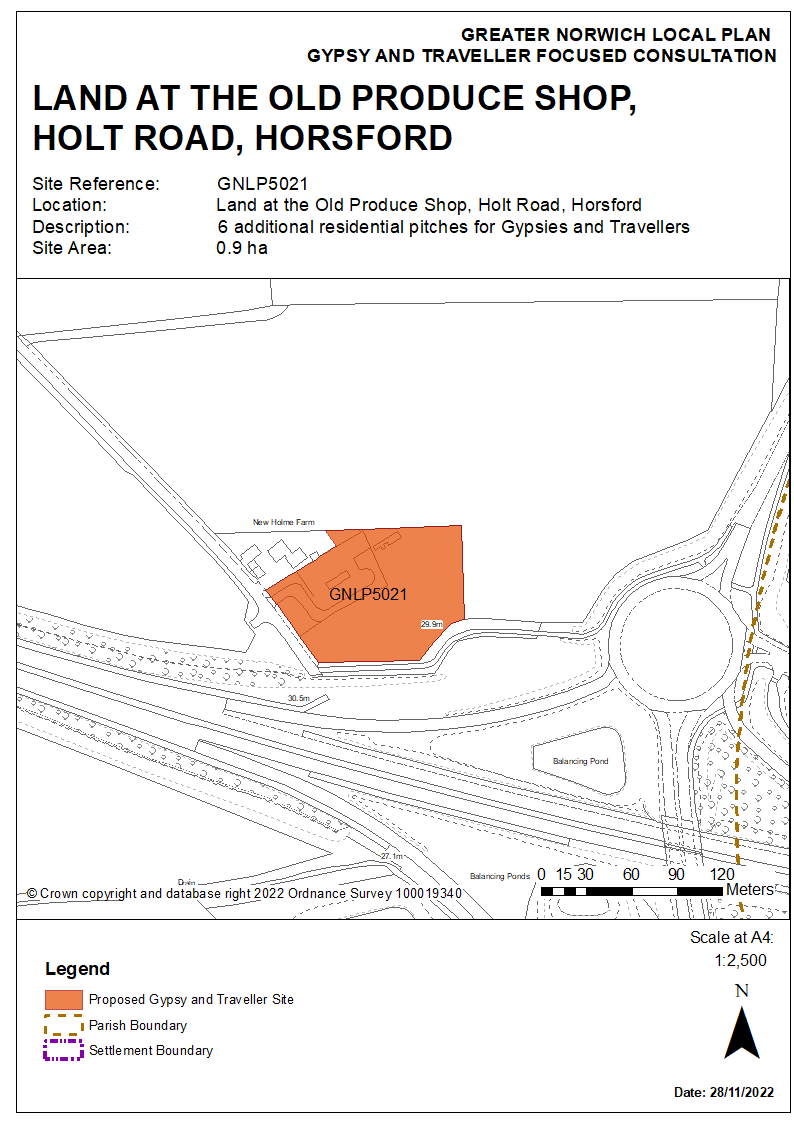 GREATER NORWICH LOCAL PLAN
GYPSY AND TRAVELLER FOCUSED CONSULTATION
LAND AT THE OLD PRODUCE SHOP,
HOLT ROAD, HORSFORD
Site Reference: GNLP5021
Location: Land at the Old Produce Shop, Holt Road, Horsford
Description: 6 additional residential pitches for Gypsies and Travellers
Site Area: 0.9 ha
New Holme Farm
GNLP5021
29.9m
30.5m
Balancing Pond
27.1m
Balancing Ponds
Drain
0 15 30 60 90 120
Meters
© Crown copyright and database right 2022 Ordnance Survey 100019340
Scale at A4:
1:2,500
Legend
N
Proposed Gypsy and Traveller Site
Parish Boundary
Settlement Boundary
Date: 28/11/2022